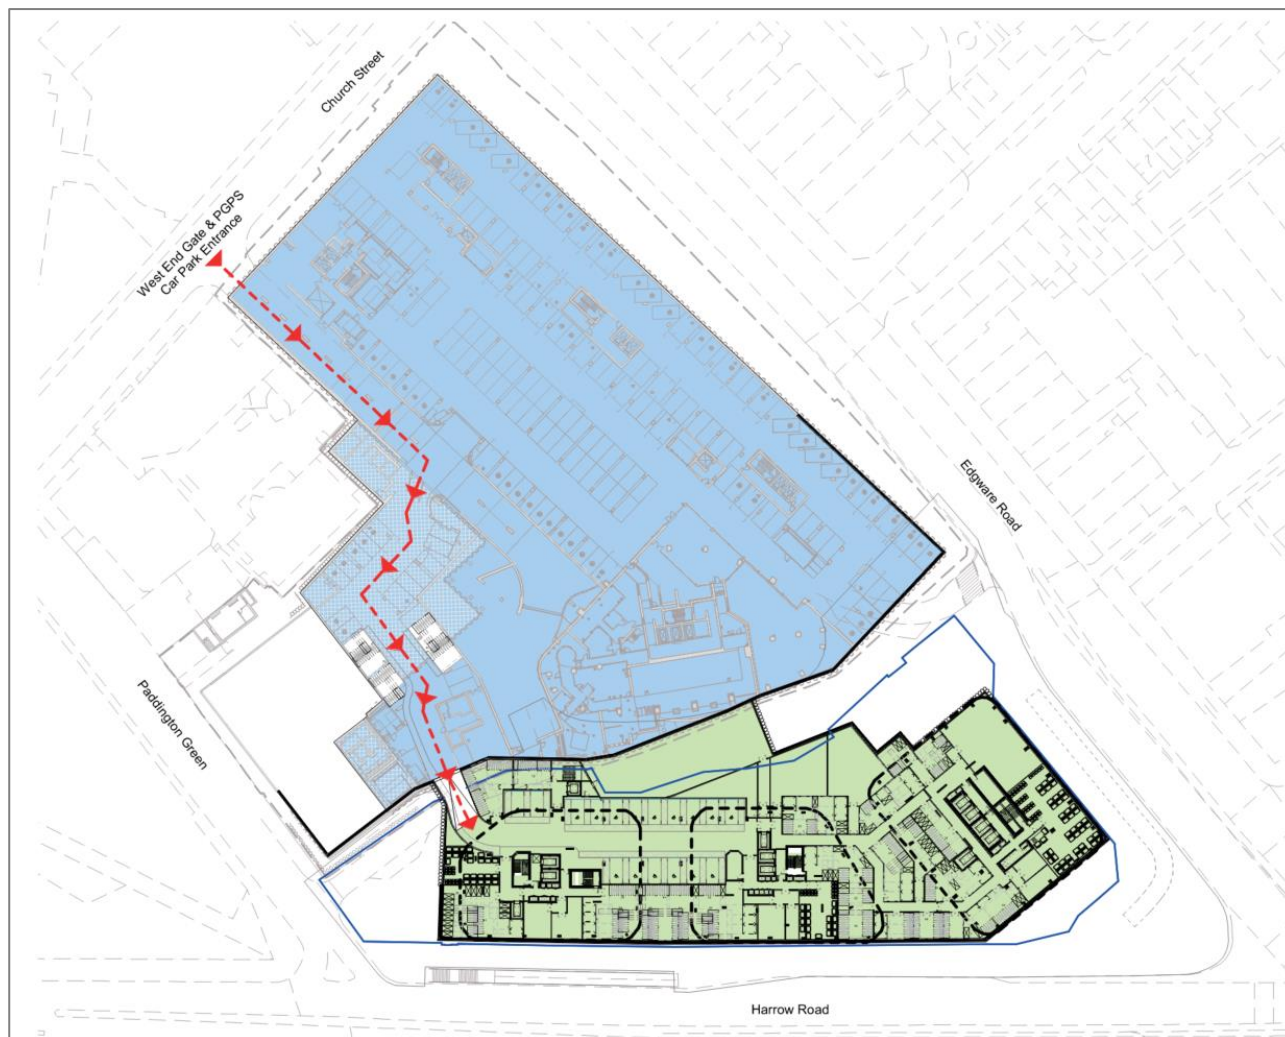 Church Street
West End Gate & PGPS
Car Park Entrance
Edgware Road
Paddington Green
Harrow Road